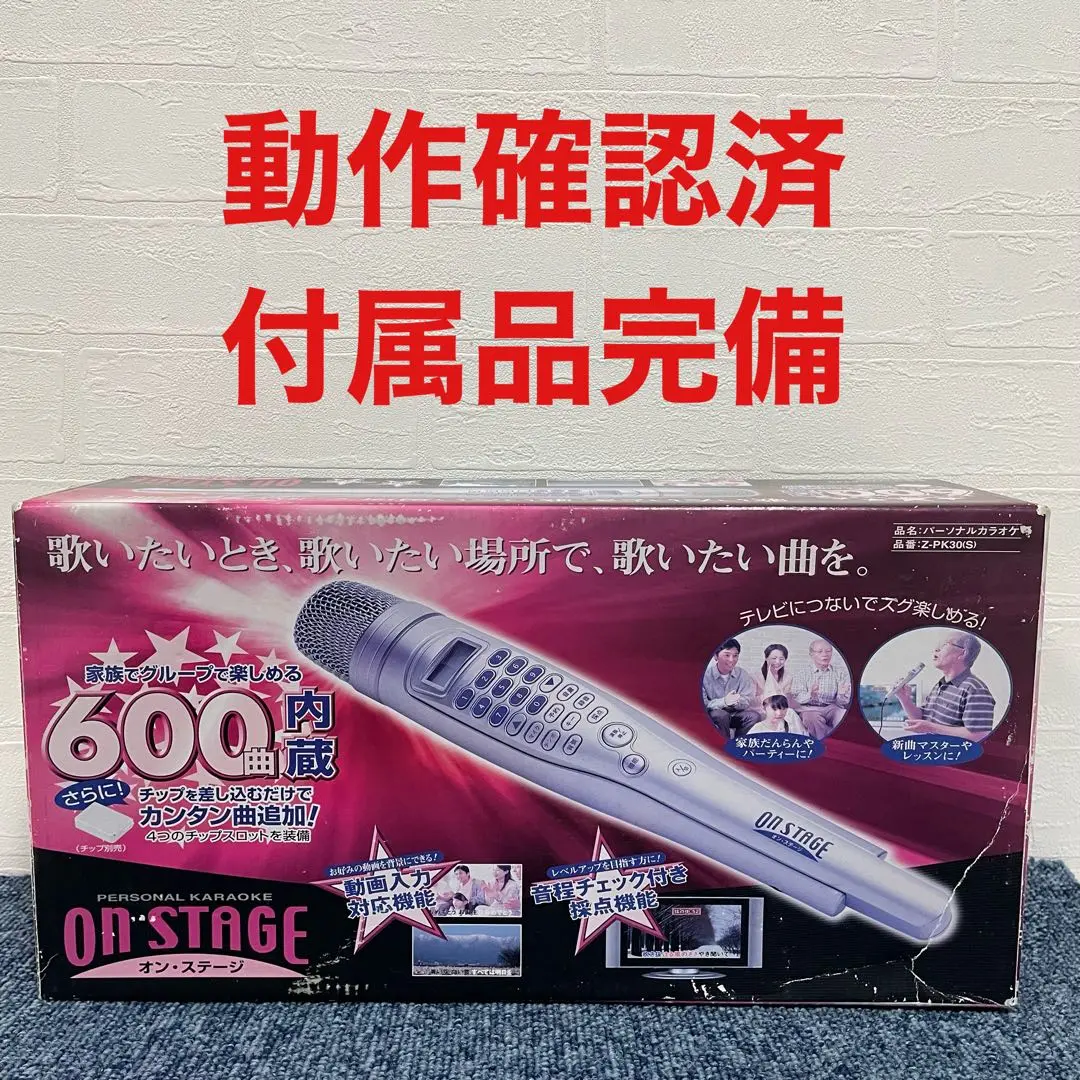 動作確認済
付属品完備
歌いたいとき、歌いたい場所で、歌いたい曲を。
品名:パーソナルカラオケ
品番:Z-PK30(S)
テレビにつないでスグ楽しめる!
家族でグループで楽しめる
600曲
内蔵
さらに!
チップを差し込むだけで
カンタン曲追加!
4つのチップスロットを装備
(チップ別売)
家族だんらんや
パーティーに!
新曲マスターや
レッスンに!
ON STAGE
オン・ステージ
お好みの動画を背景にできる!
動画入力
対応機能
レベルアップを目指す方に!
音程チェック付き
採点機能
PERSONAL KARAOKE
ON STAGE
オン・ステージ